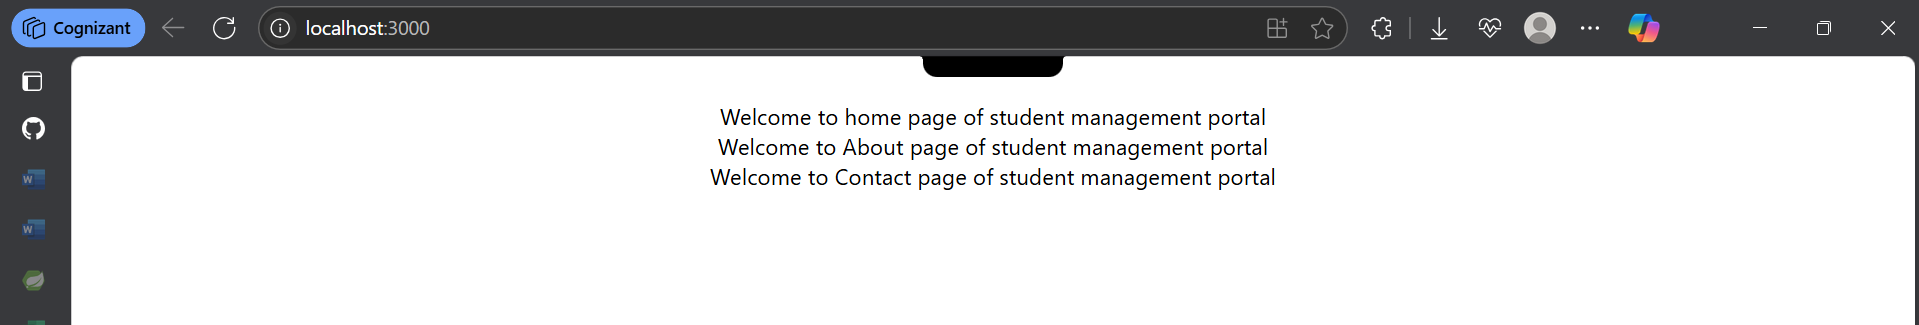 Cognizant
localhost:3000
Welcome to home page of student management portal
Welcome to About page of student management portal
Welcome to Contact page of student management portal
W
W